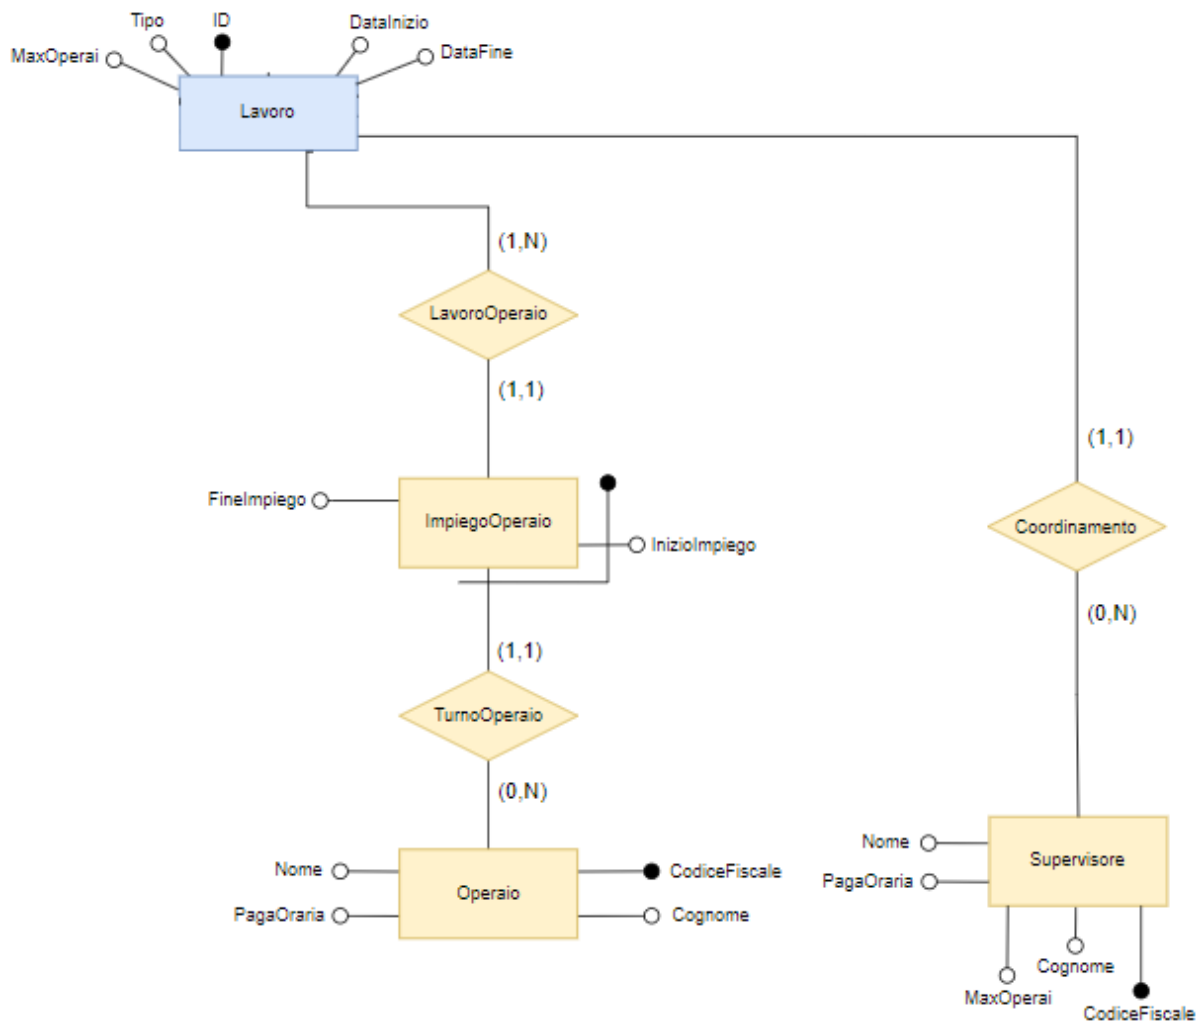 Tipo
ID
DataInizio
MaxOperai
DataFine
Lavoro
(1,N)
LavoroOperaio
(1,1)
(1,1)
FineImpiego
ImpiegoOperaio
InizioImpiego
Coordinamento
(0,N)
(1,1)
TurnoOperaio
(0,N)
Nome
CodiceFiscale
Operaio
PagaOraria
Cognome
Nome
Supervisore
PagaOraria
Cognome
MaxOperai
CodiceFiscale